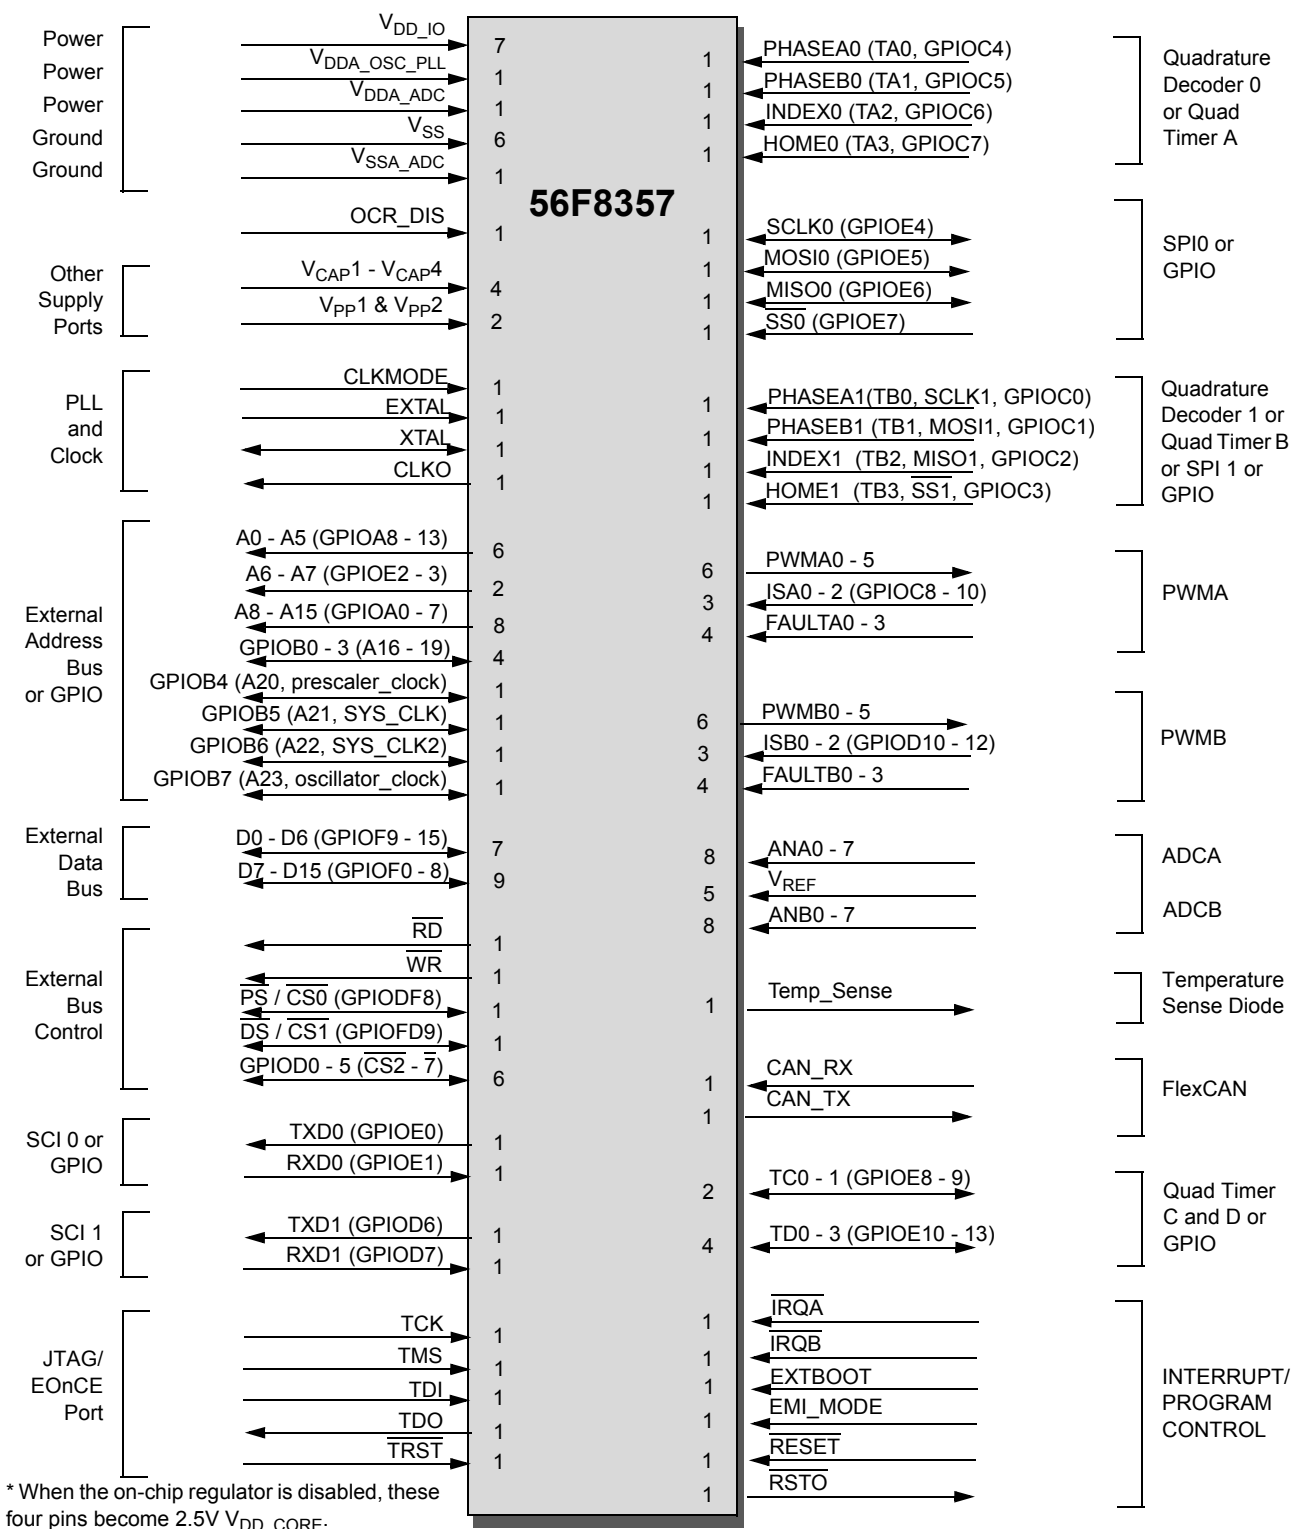 56F8357
Power
Power
Power
Ground
Ground
V_DD_IO 7
V_DDA_OSC_PLL 1
V_DDA_ADC 1
V_SS 6
V_SSA_ADC 1
OCR_DIS 1
Other
Supply
Ports
V_CAP1 - V_CAP4 4
V_PP1 & V_PP2 2
PLL
and
Clock
CLKMODE 1
EXTAL 1
XTAL 1
CLKO 1
External
Address
Bus
or GPIO
A0 - A5 (GPIOA8 - 13) 6
A6 - A7 (GPIOE2 - 3) 2
A8 - A15 (GPIOA0 - 7) 8
GPIOB0 - 3 (A16 - 19) 4
GPIOB4 (A20, prescaler_clock) 1
GPIOB5 (A21, SYS_CLK) 1
GPIOB6 (A22, SYS_CLK2) 1
GPIOB7 (A23, oscillator_clock) 1
External
Data
Bus
D0 - D6 (GPIOF9 - 15) 7
D7 - D15 (GPIOF0 - 8) 9
External
Bus
Control
RD 1
WR 1
PS / CS0 (GPIODF8) 1
DS / CS1 (GPIOFD9) 1
GPIOD0 - 5 (CS2 - 7) 6
SCI 0 or
GPIO
TXD0 (GPIOE0) 1
RXD0 (GPIOE1) 1
SCI 1
or GPIO
TXD1 (GPIOD6) 1
RXD1 (GPIOD7) 1
JTAG/
EOnCE
Port
TCK 1
TMS 1
TDI 1
TDO 1
TRST 1
* When the on-chip regulator is disabled, these
four pins become 2.5V V_DD_CORE.
1 PHASEA0 (TA0, GPIOC4)
1 PHASEB0 (TA1, GPIOC5)
1 INDEX0 (TA2, GPIOC6)
1 HOME0 (TA3, GPIOC7)
Quadrature
Decoder 0
or Quad
Timer A
1 SCLK0 (GPIOE4)
1 MOSI0 (GPIOE5)
1 MISO0 (GPIOE6)
1 SS0 (GPIOE7)
SPI0 or
GPIO
1 PHASEA1(TB0, SCLK1, GPIOC0)
1 PHASEB1 (TB1, MOSI1, GPIOC1)
1 INDEX1 (TB2, MISO1, GPIOC2)
1 HOME1 (TB3, SS1, GPIOC3)
Quadrature
Decoder 1 or
Quad Timer B
or SPI 1 or
GPIO
6 PWMA0 - 5
3 ISA0 - 2 (GPIOC8 - 10)
4 FAULTA0 - 3
PWMA
6 PWMB0 - 5
3 ISB0 - 2 (GPIOD10 - 12)
4 FAULTB0 - 3
PWMB
8 ANA0 - 7
5 V_REF
8 ANB0 - 7
ADCA
ADCB
1 Temp_Sense
Temperature
Sense Diode
1 CAN_RX
1 CAN_TX
FlexCAN
2 TC0 - 1 (GPIOE8 - 9)
4 TD0 - 3 (GPIOE10 - 13)
Quad Timer
C and D or
GPIO
1 IRQA
1 IRQB
1 EXTBOOT
1 EMI_MODE
1 RESET
1 RSTO
INTERRUPT/
PROGRAM
CONTROL